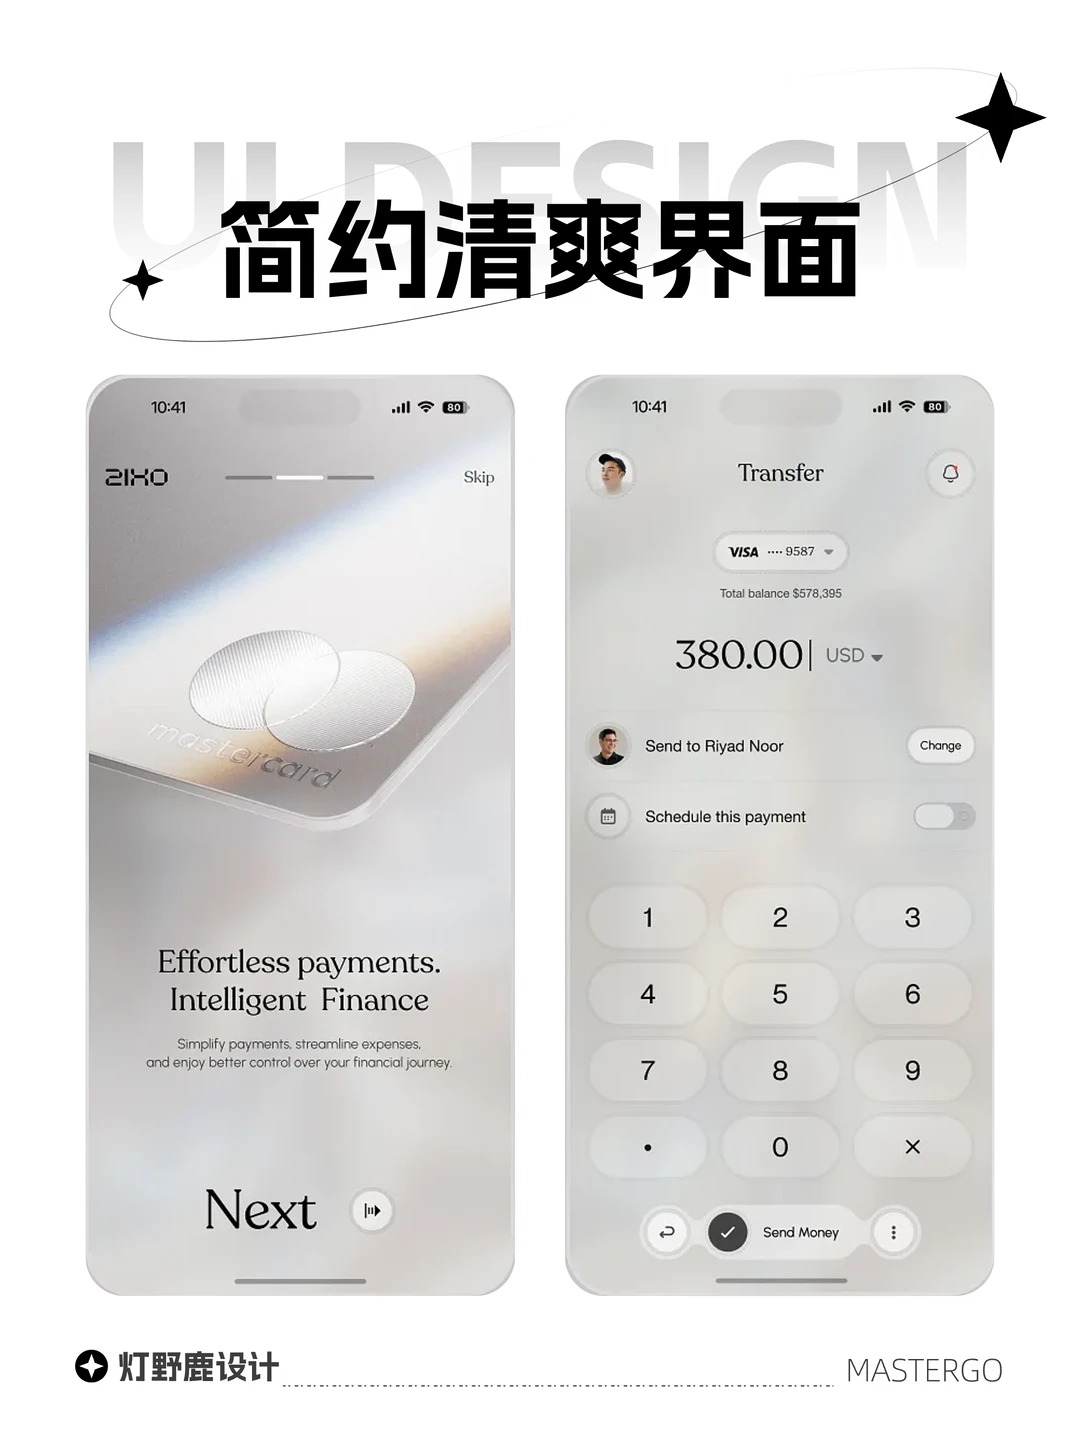 UI DESIGN
简约清爽界面
10:41
80
ZIXO
Skip
mastercard
Effortless payments.
Intelligent Finance
Simplify payments, streamline expenses,
and enjoy better control over your financial journey.
Next
10:41
80
Transfer
VISA ···· 9587
Total balance $578,395
380.00 USD
Send to Riyad Noor
Change
Schedule this payment
1 2 3
4 5 6
7 8 9
• 0 ×
Send Money
灯野鹿设计
MASTERGO